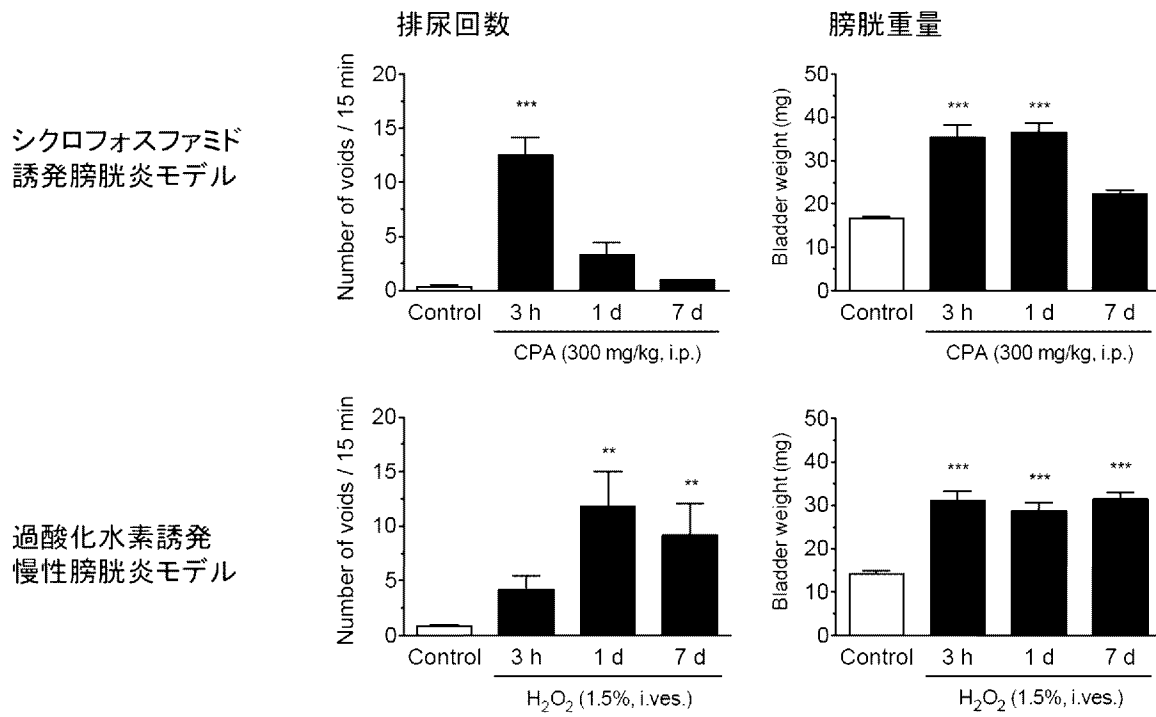 排尿回数
膀胱重量
シクロフォスファミド
誘発膀胱炎モデル
Number of voids / 15 min
20
15
10
5
0
***
Control
3 h
1 d
7 d
CPA (300 mg/kg, i.p.)
Bladder weight (mg)
50
40
30
20
10
0
***
***
Control
3 h
1 d
7 d
CPA (300 mg/kg, i.p.)
過酸化水素誘発
慢性膀胱炎モデル
Number of voids / 15 min
20
15
10
5
0
**
**
Control
3 h
1 d
7 d
H₂O₂ (1.5%, i.ves.)
Bladder weight (mg)
50
40
30
20
10
0
***
***
***
Control
3 h
1 d
7 d
H₂O₂ (1.5%, i.ves.)